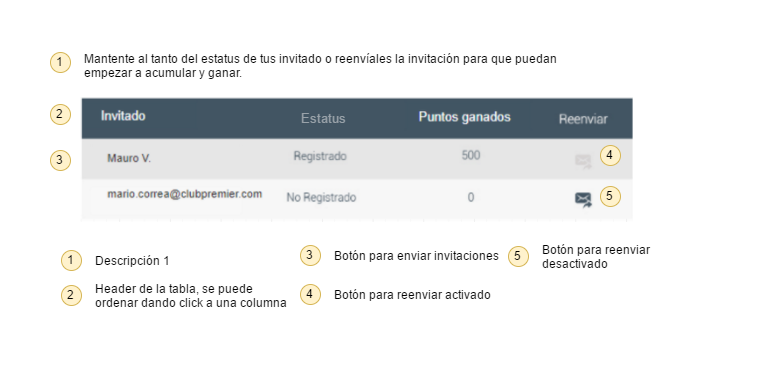 1 Mantente al tanto del estatus de tus invitado o reenvíales la invitación para que puedan
empezar a acumular y ganar.
2 Invitado Estatus Puntos ganados Reenviar
3 Mauro V. Registrado 500 4
mario.correa@clubpremier.com No Registrado 0 5
1 Descripción 1
2 Header de la tabla, se puede
ordenar dando click a una columna
3 Botón para enviar invitaciones
4 Botón para reenviar activado
5 Botón para reenviar
desactivado